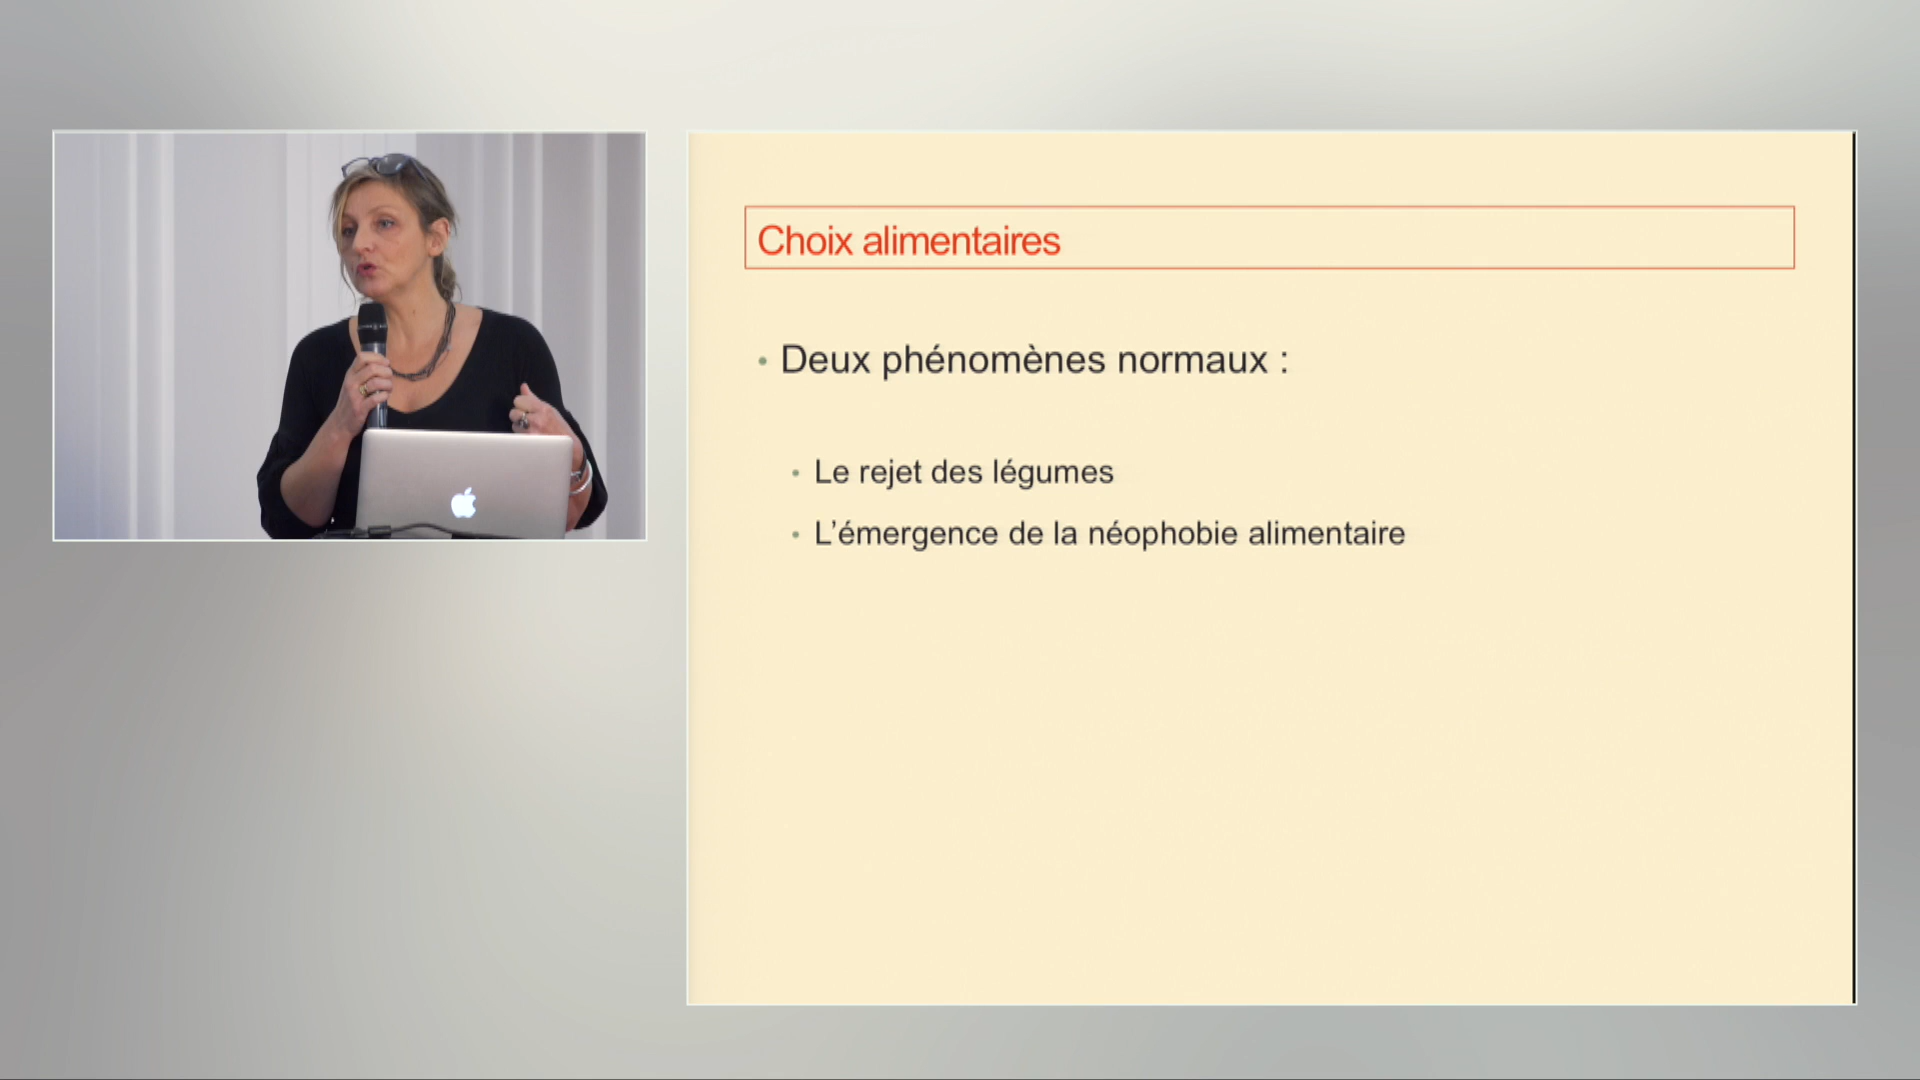 Choix alimentaires
• Deux phénomènes normaux :
• Le rejet des légumes
• L’émergence de la néophobie alimentaire